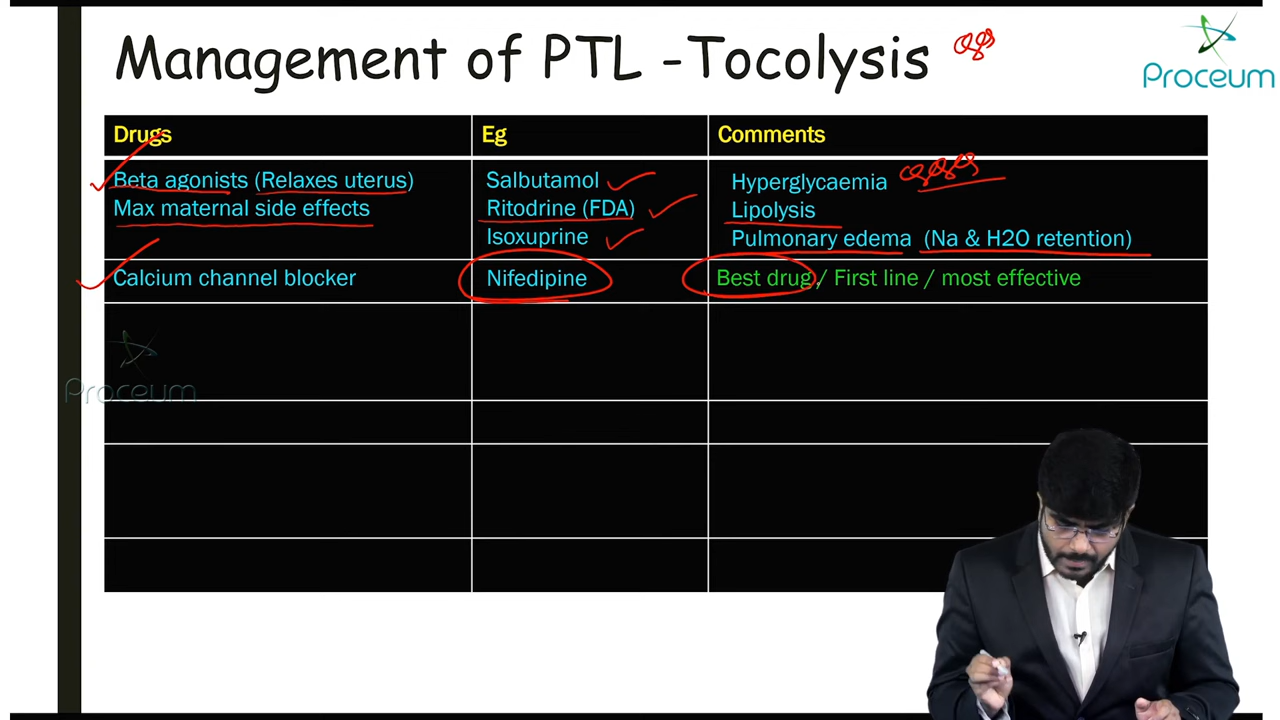 Management of PTL -Tocolysis
Proceum
Drugs
Eg
Comments
Beta agonists (Relaxes uterus)
Max maternal side effects
Salbutamol
Ritodrine (FDA)
Isoxuprine
Hyperglycaemia
Lipolysis
Pulmonary edema (Na & H2O retention)
Calcium channel blocker
Nifedipine
Best drug / First line / most effective
Proceum